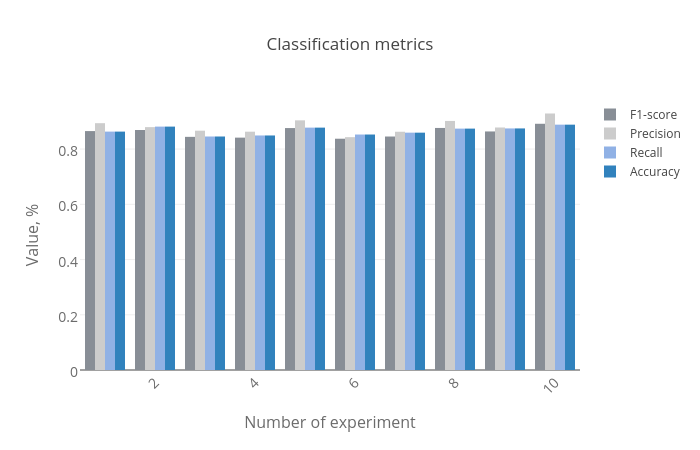 Classification metrics
F1-score
Precision
Recall
Accuracy
Value, %
0.8
0.6
0.4
0.2
0
2
4
6
8
10
Number of experiment